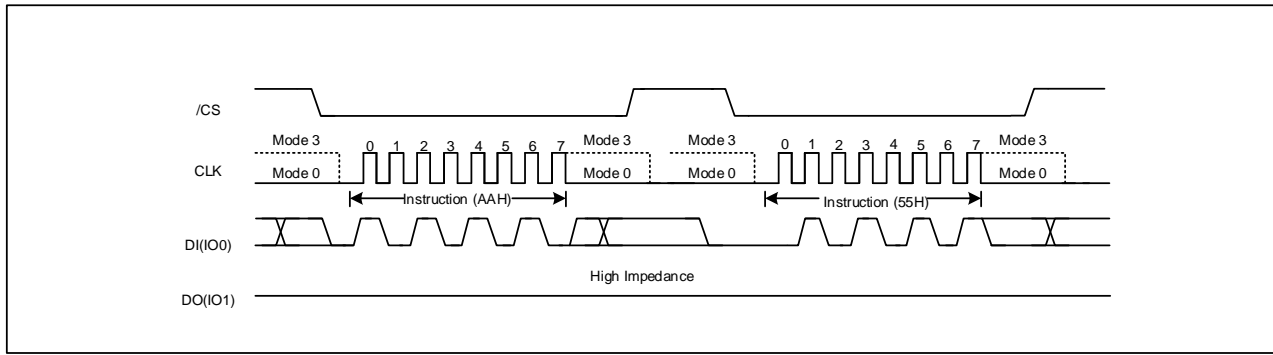 /CS
Mode 3 0 1 2 3 4 5 6 7 Mode 3 Mode 3 0 1 2 3 4 5 6 7 Mode 3
CLK
Mode 0 Mode 0 Mode 0 Mode 0
Instruction (AAH) Instruction (55H)
DI(IO0)
High Impedance
DO(IO1)